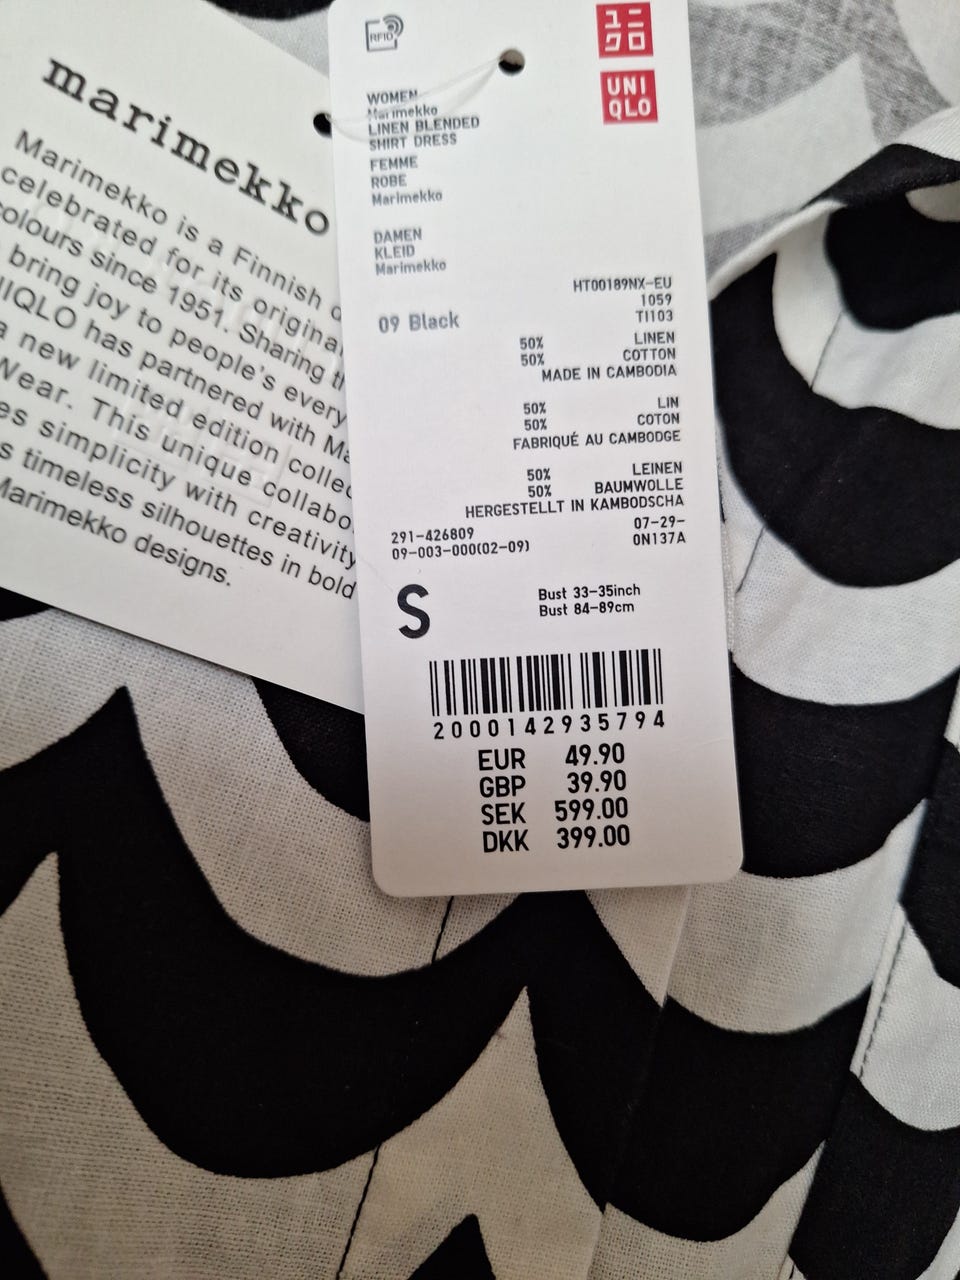 marimekko
Marimekko is a Finnish
celebrated for its original
colours since 1951. Sharing
bring joy to people's every
UNIQLO has partnered with
a new limited edition
Wear. This unique
simplicity with creativity
timeless silhouettes in bold
Marimekko designs.
RFID
ユニ
クロ
UNI
QLO
WOMEN
Marimekko
LINEN BLENDED
SHIRT DRESS
FEMME
ROBE
Marimekko
DAMEN
KLEID
Marimekko
HT00189NX-EU
1059
TI103
09 Black
50% LINEN
50% COTTON
MADE IN CAMBODIA
50% LIN
50% COTON
FABRIQUÉ AU CAMBODGE
50% LEINEN
50% BAUMWOLLE
HERGESTELLT IN KAMBODSCHA
291-426809 07-29-
09-003-000(02-09) 0N137A
S
Bust 33-35inch
Bust 84-89cm
2000142935794
EUR 49.90
GBP 39.90
SEK 599.00
DKK 399.00